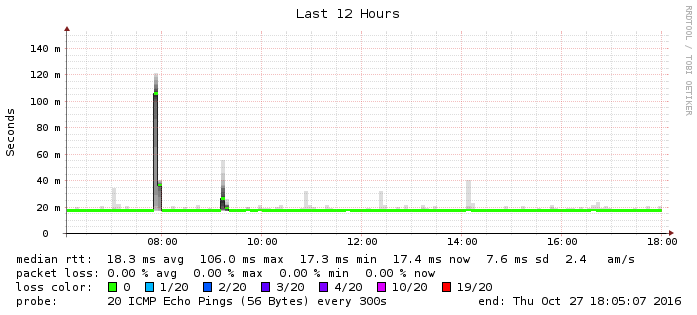 Last 12 Hours
RRDTOOL / TOBI OETIKER
Seconds
140 m
120 m
100 m
80 m
60 m
40 m
20 m
0
08:00 10:00 12:00 14:00 16:00 18:00
median rtt: 18.3 ms avg 106.0 ms max 17.3 ms min 17.4 ms now 7.6 ms sd 2.4 am/s
packet loss: 0.00 % avg 0.00 % max 0.00 % min 0.00 % now
loss color: 0 1/20 2/20 3/20 4/20 10/20 19/20
probe: 20 ICMP Echo Pings (56 Bytes) every 300s end: Thu Oct 27 18:05:07 2016